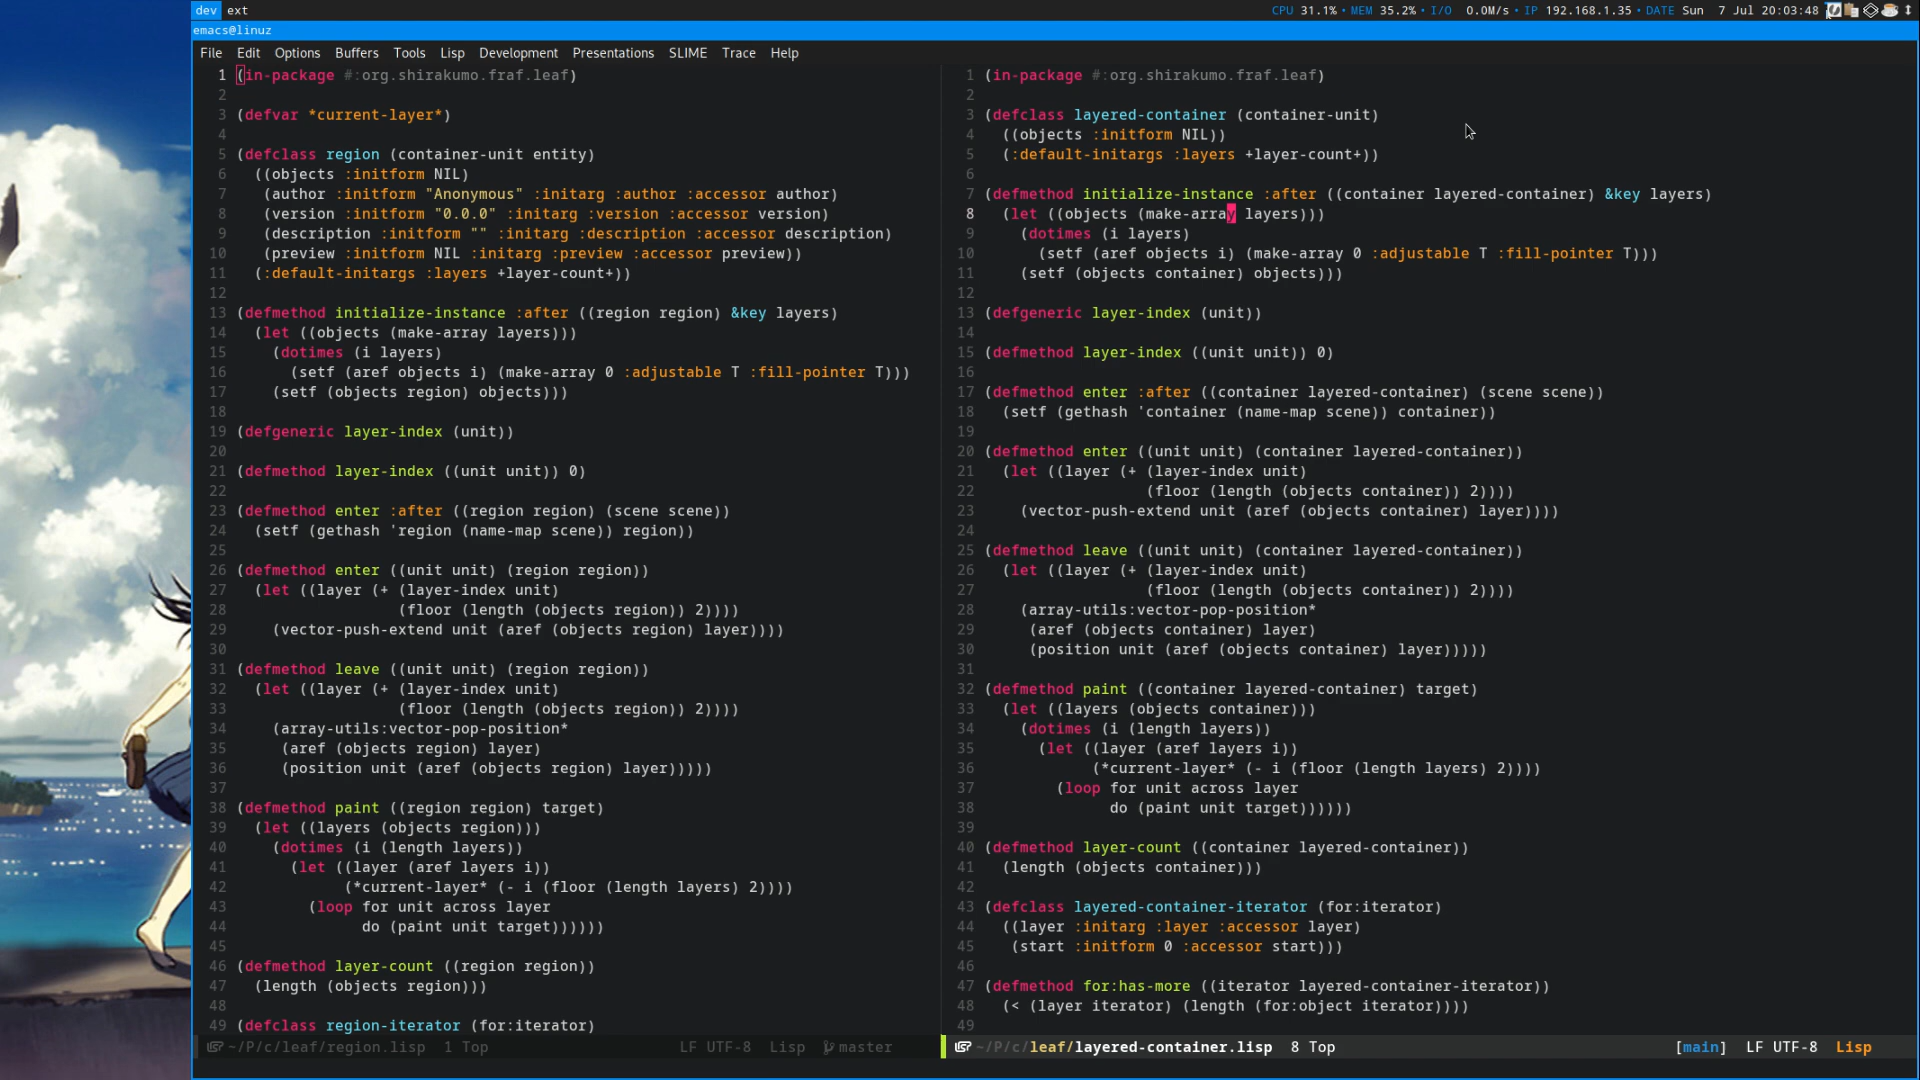 dev ext CPU 31.1% • MEM 35.2% • I/O 0.0M/s • IP 192.168.1.35 • DATE Sun 7 Jul 20:03:48
emacs@linuz
File Edit Options Buffers Tools Lisp Development Presentations SLIME Trace Help
1 (in-package #:org.shirakumo.fraf.leaf)
2
3 (defvar *current-layer*)
4
5 (defclass region (container-unit entity)
6 ((objects :initform NIL)
7 (author :initform "Anonymous" :initarg :author :accessor author)
8 (version :initform "0.0.0" :initarg :version :accessor version)
9 (description :initform "" :initarg :description :accessor description)
10 (preview :initform NIL :initarg :preview :accessor preview))
11 (:default-initargs :layers +layer-count+))
12
13 (defmethod initialize-instance :after ((region region) &key layers)
14 (let ((objects (make-array layers)))
15 (dotimes (i layers)
16 (setf (aref objects i) (make-array 0 :adjustable T :fill-pointer T)))
17 (setf (objects region) objects)))
18
19 (defgeneric layer-index (unit))
20
21 (defmethod layer-index ((unit unit)) 0)
22
23 (defmethod enter :after ((region region) (scene scene))
24 (setf (gethash 'region (name-map scene)) region))
25
26 (defmethod enter ((unit unit) (region region))
27 (let ((layer (+ (layer-index unit)
28 (floor (length (objects region)) 2))))
29 (vector-push-extend unit (aref (objects region) layer))))
30
31 (defmethod leave ((unit unit) (region region))
32 (let ((layer (+ (layer-index unit)
33 (floor (length (objects region)) 2))))
34 (array-utils:vector-pop-position*
35 (aref (objects region) layer)
36 (position unit (aref (objects region) layer)))))
37
38 (defmethod paint ((region region) target)
39 (let ((layers (objects region)))
40 (dotimes (i (length layers))
41 (let ((layer (aref layers i))
42 (*current-layer* (- i (floor (length layers) 2))))
43 (loop for unit across layer
44 do (paint unit target))))))
45
46 (defmethod layer-count ((region region))
47 (length (objects region)))
48
49 (defclass region-iterator (for:iterator)
~/P/c/leaf/region.lisp 1 Top LF UTF-8 Lisp master
1 (in-package #:org.shirakumo.fraf.leaf)
2
3 (defclass layered-container (container-unit)
4 ((objects :initform NIL))
5 (:default-initargs :layers +layer-count+))
6
7 (defmethod initialize-instance :after ((container layered-container) &key layers)
8 (let ((objects (make-array layers)))
9 (dotimes (i layers)
10 (setf (aref objects i) (make-array 0 :adjustable T :fill-pointer T)))
11 (setf (objects container) objects)))
12
13 (defgeneric layer-index (unit))
14
15 (defmethod layer-index ((unit unit)) 0)
16
17 (defmethod enter :after ((container layered-container) (scene scene))
18 (setf (gethash 'container (name-map scene)) container))
19
20 (defmethod enter ((unit unit) (container layered-container))
21 (let ((layer (+ (layer-index unit)
22 (floor (length (objects container)) 2))))
23 (vector-push-extend unit (aref (objects container) layer))))
24
25 (defmethod leave ((unit unit) (container layered-container))
26 (let ((layer (+ (layer-index unit)
27 (floor (length (objects container)) 2))))
28 (array-utils:vector-pop-position*
29 (aref (objects container) layer)
30 (position unit (aref (objects container) layer)))))
31
32 (defmethod paint ((container layered-container) target)
33 (let ((layers (objects container)))
34 (dotimes (i (length layers))
35 (let ((layer (aref layers i))
36 (*current-layer* (- i (floor (length layers) 2))))
37 (loop for unit across layer
38 do (paint unit target))))))
39
40 (defmethod layer-count ((container layered-container))
41 (length (objects container)))
42
43 (defclass layered-container-iterator (for:iterator)
44 ((layer :initarg :layer :accessor layer)
45 (start :initform 0 :accessor start)))
46
47 (defmethod for:has-more ((iterator layered-container-iterator))
48 (< (layer iterator) (length (for:object iterator))))
49
~/P/c/leaf/layered-container.lisp 8 Top [main] LF UTF-8 Lisp